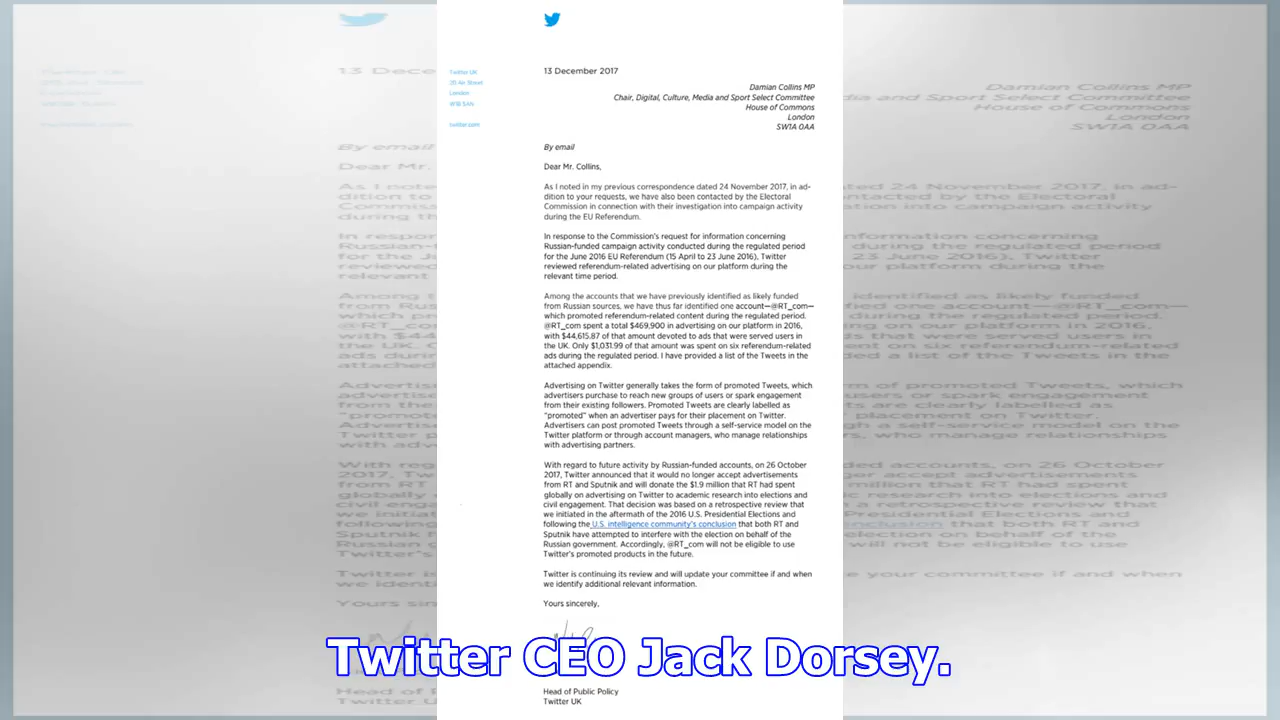 13 December 2017
Twitter UK
20 Air Street
London
W1B 5AN
twitter.com
Damian Collins MP
Chair, Digital, Culture, Media and Sport Select Committee
House of Commons
London
SW1A 0AA
By email
Dear Mr. Collins,
As I noted in my previous correspondence dated 24 November 2017, in ad-
dition to your requests, we have also been contacted by the Electoral
Commission in connection with their investigation into campaign activity
during the EU Referendum.
In response to the Commission's request for information concerning
Russian-funded campaign activity conducted during the regulated period
for the June 2016 EU Referendum (15 April to 23 June 2016), Twitter
reviewed referendum-related advertising on our platform during the
relevant time period.
Among the accounts that we have previously identified as likely funded
from Russian sources, we have thus far identified one account—@RT_com—
which promoted referendum-related content during the regulated period.
@RT_com spent a total $469,900 in advertising on our platform in 2016,
with $44,615.87 of that amount devoted to ads that were served users in
the UK. Only $1,031.99 of that amount was spent on six referendum-related
ads during the regulated period. I have provided a list of the Tweets in the
attached appendix.
Advertising on Twitter generally takes the form of promoted Tweets, which
advertisers purchase to reach new groups of users or spark engagement
from their existing followers. Promoted Tweets are clearly labelled as
"promoted" when an advertiser pays for their placement on Twitter.
Advertisers can post promoted Tweets through a self-service model on the
Twitter platform or through account managers, who manage relationships
with advertising partners.
With regard to future activity by Russian-funded accounts, on 26 October
2017, Twitter announced that it would no longer accept advertisements
from RT and Sputnik and will donate the $1.9 million that RT had spent
globally on advertising on Twitter to academic research into elections and
civil engagement. That decision was based on a retrospective review that
we initiated in the aftermath of the 2016 U.S. Presidential Elections and
following the U.S. intelligence community's conclusion that both RT and
Sputnik have attempted to interfere with the election on behalf of the
Russian government. Accordingly, @RT_com will not be eligible to use
Twitter's promoted products in the future.
Twitter is continuing its review and will update your committee if and when
we identify additional relevant information.
Yours sincerely,
Twitter CEO Jack Dorsey.
Head of Public Policy
Twitter UK